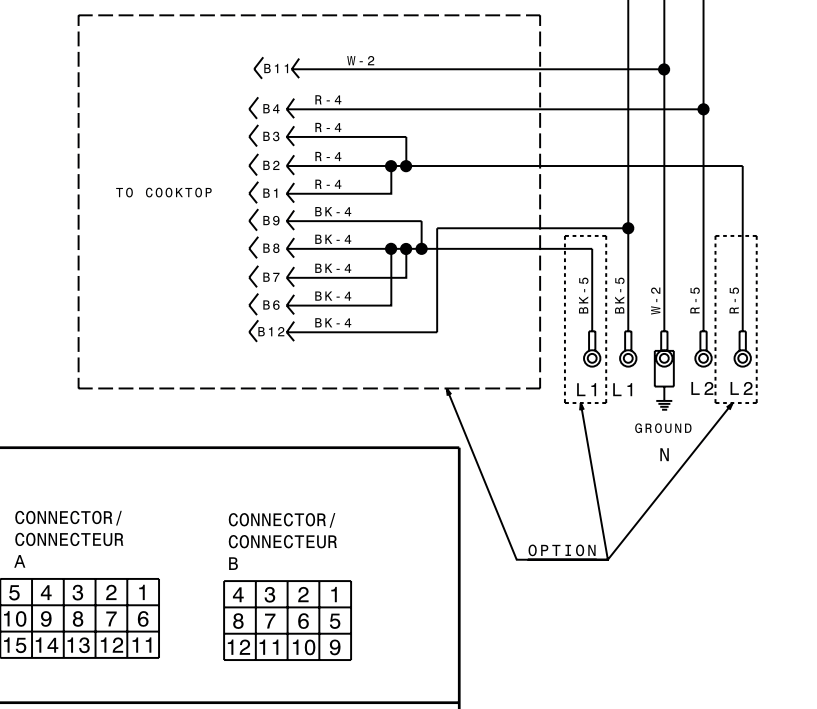 B11 W-2
B4 R-4
B3 R-4
B2 R-4
TO COOKTOP
B1 R-4
B9 BK-4
B8 BK-4
B7 BK-4
B6 BK-4
B12 BK-4
BK-5 BK-5 W-2 R-5 R-5
L1 L1 L2 L2
GROUND
N
OPTION
CONNECTOR/
CONNECTEUR
A
5 4 3 2 1
10 9 8 7 6
15 14 13 12 11
CONNECTOR/
CONNECTEUR
B
4 3 2 1
8 7 6 5
12 11 10 9